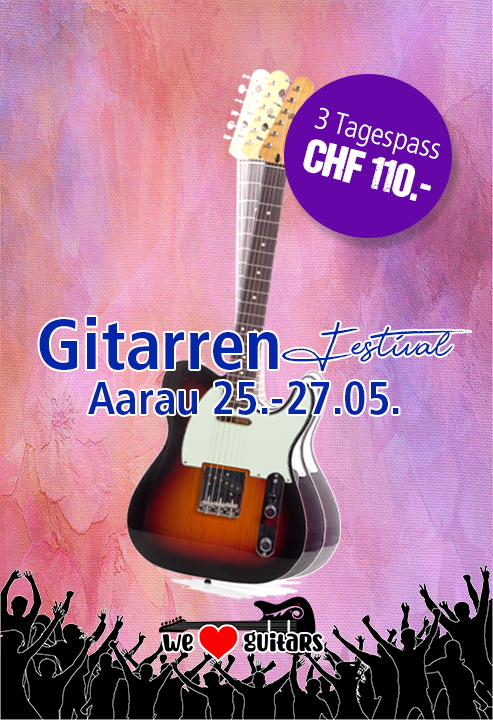 3 Tagespass
CHF 110.-
Gitarren Festival
Aarau 25.-27.05.
we guitars